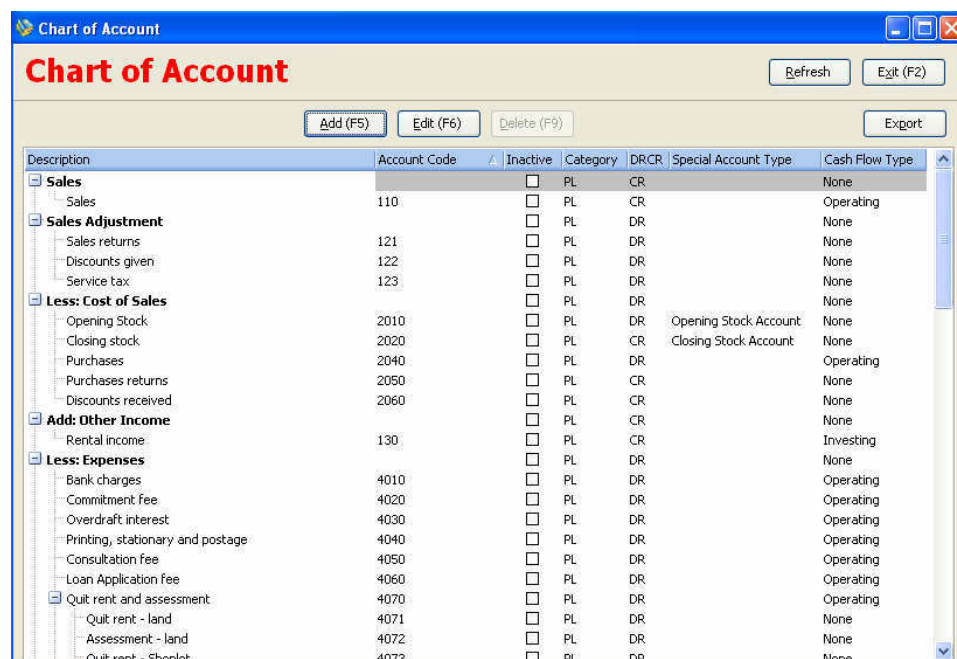 Chart of Account
Chart of Account
Refresh Exit (F2)
Add (F5) Edit (F6) Delete (F9) Export
Description Account Code Inactive Category DRCR Special Account Type Cash Flow Type
Sales PL CR None
Sales 110 PL CR Operating
Sales Adjustment PL DR None
Sales returns 121 PL DR None
Discounts given 122 PL DR None
Service tax 123 PL DR None
Less: Cost of Sales PL DR None
Opening Stock 2010 PL DR Opening Stock Account None
Closing stock 2020 PL CR Closing Stock Account None
Purchases 2040 PL DR Operating
Purchases returns 2050 PL CR None
Discounts received 2060 PL CR None
Add: Other Income PL CR None
Rental income 130 PL CR Investing
Less: Expenses PL DR None
Bank charges 4010 PL DR Operating
Commitment fee 4020 PL DR Operating
Overdraft interest 4030 PL DR Operating
Printing, stationary and postage 4040 PL DR Operating
Consultation fee 4050 PL DR Operating
Loan Application fee 4060 PL DR Operating
Quit rent and assessment 4070 PL DR Operating
Quit rent - land 4071 PL DR None
Assessment - land 4072 PL DR None
Quit rent - Shoplot 4073 PL DR None